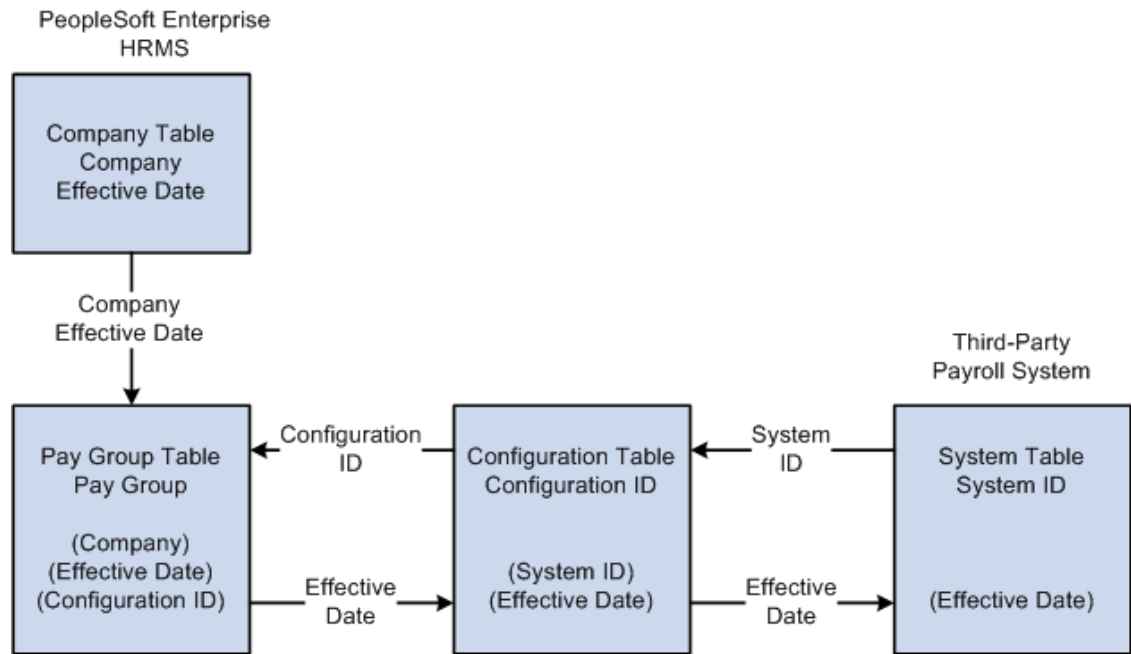 PeopleSoft Enterprise
HRMS
Company Table
Company
Effective Date
Company
Effective Date
Third-Party
Payroll System
Pay Group Table
Pay Group
(Company)
(Effective Date)
(Configuration ID)
Configuration
ID
Effective
Date
Configuration Table
Configuration ID
(System ID)
(Effective Date)
System
ID
Effective
Date
System Table
System ID
(Effective Date)